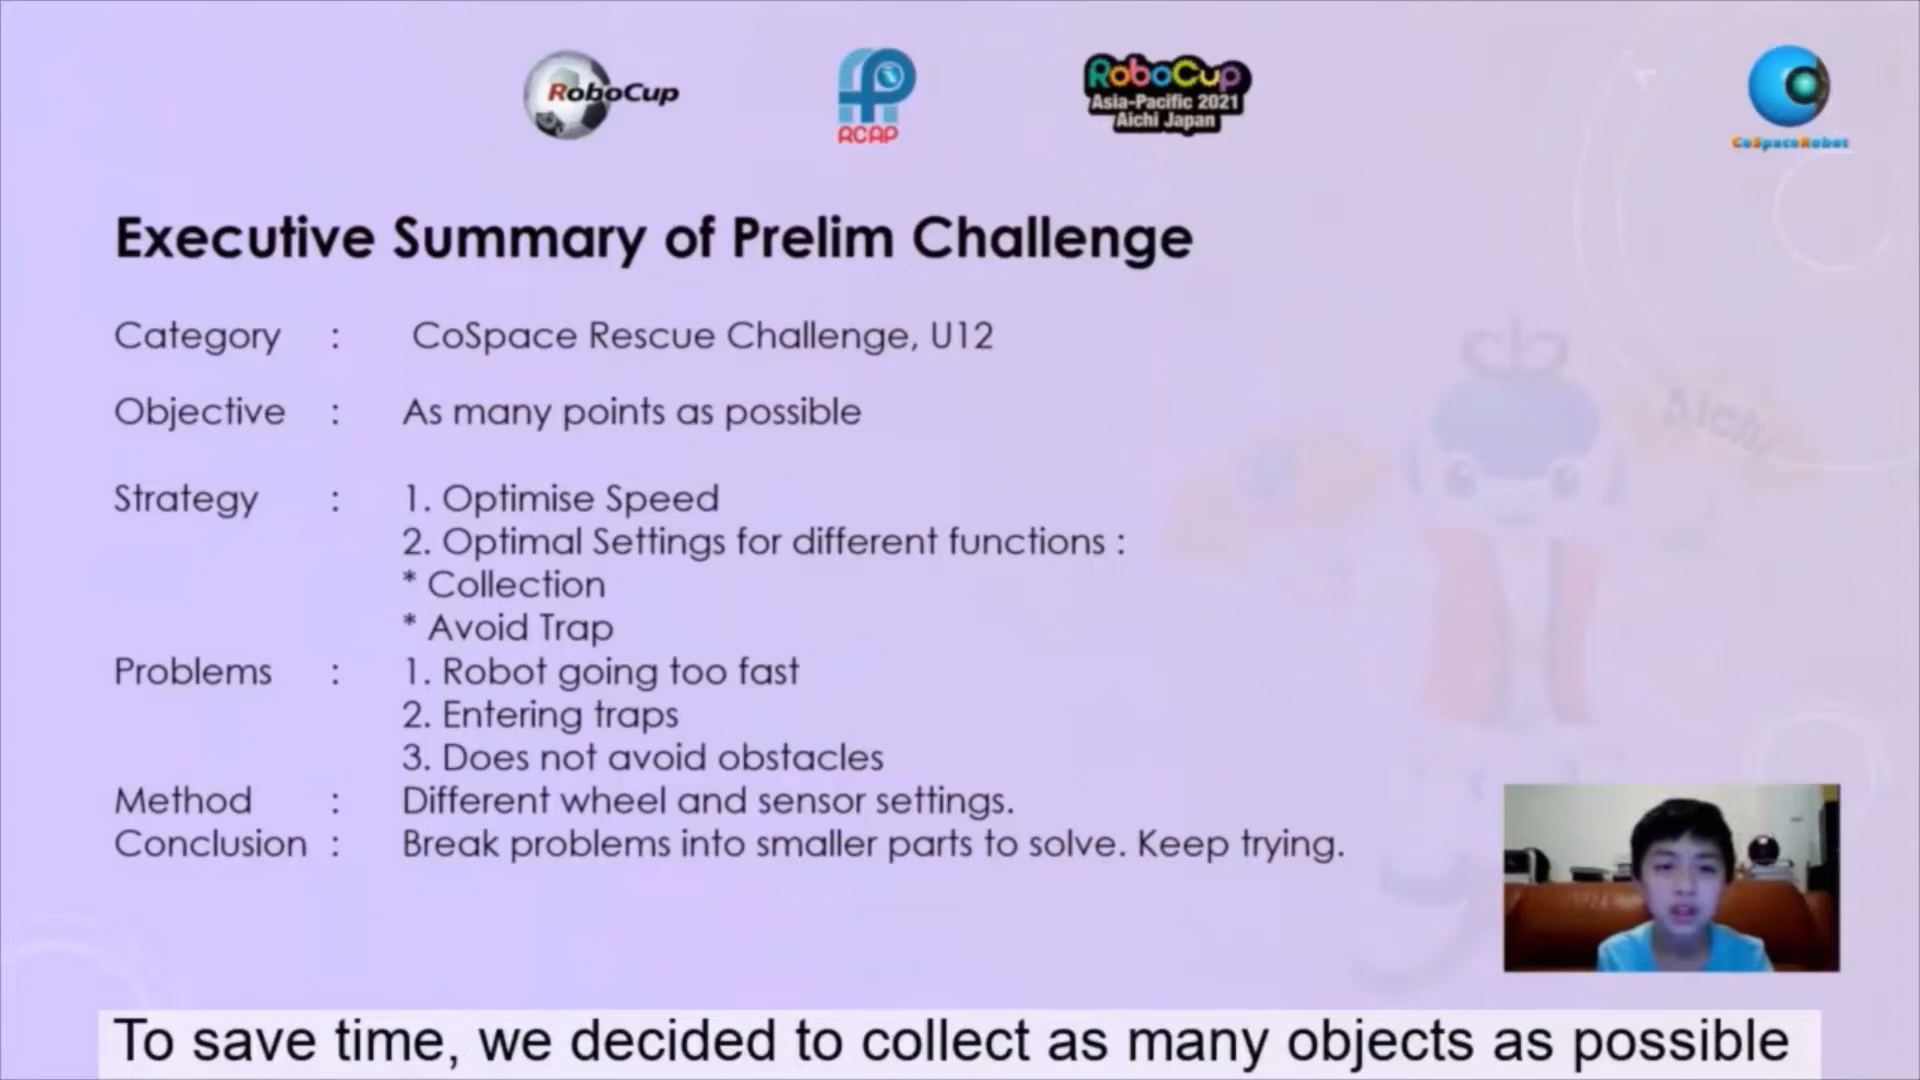 RoboCup
RCAP
RoboCup
Asia-Pacific 2021
Aichi Japan
CoSpaceRobot
Executive Summary of Prelim Challenge
Category : CoSpace Rescue Challenge, U12
Objective : As many points as possible
Aichi
Strategy : 1. Optimise Speed
2. Optimal Settings for different functions :
* Collection
* Avoid Trap
Problems : 1. Robot going too fast
2. Entering traps
3. Does not avoid obstacles
Method : Different wheel and sensor settings.
Conclusion : Break problems into smaller parts to solve. Keep trying.
To save time, we decided to collect as many objects as possible